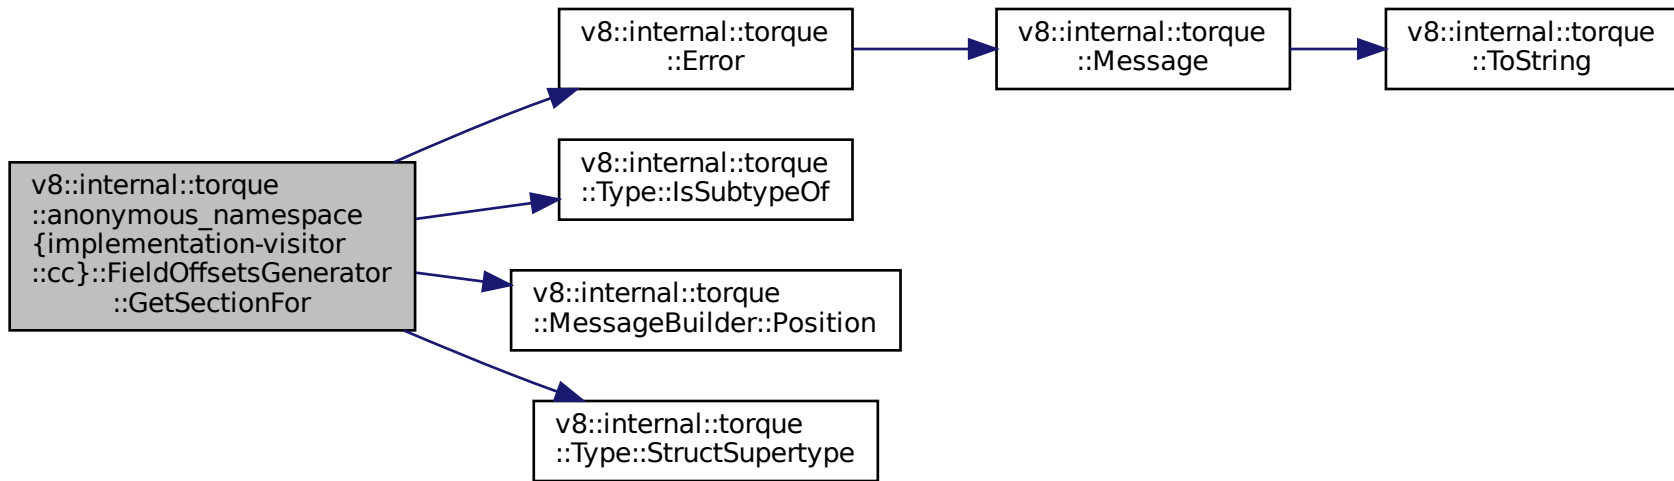 v8::internal::torque
::anonymous_namespace
{implementation-visitor
::cc}::FieldOffsetsGenerator
::GetSectionFor
v8::internal::torque
::Error
v8::internal::torque
::Message
v8::internal::torque
::ToString
v8::internal::torque
::Type::IsSubtypeOf
v8::internal::torque
::MessageBuilder::Position
v8::internal::torque
::Type::StructSupertype